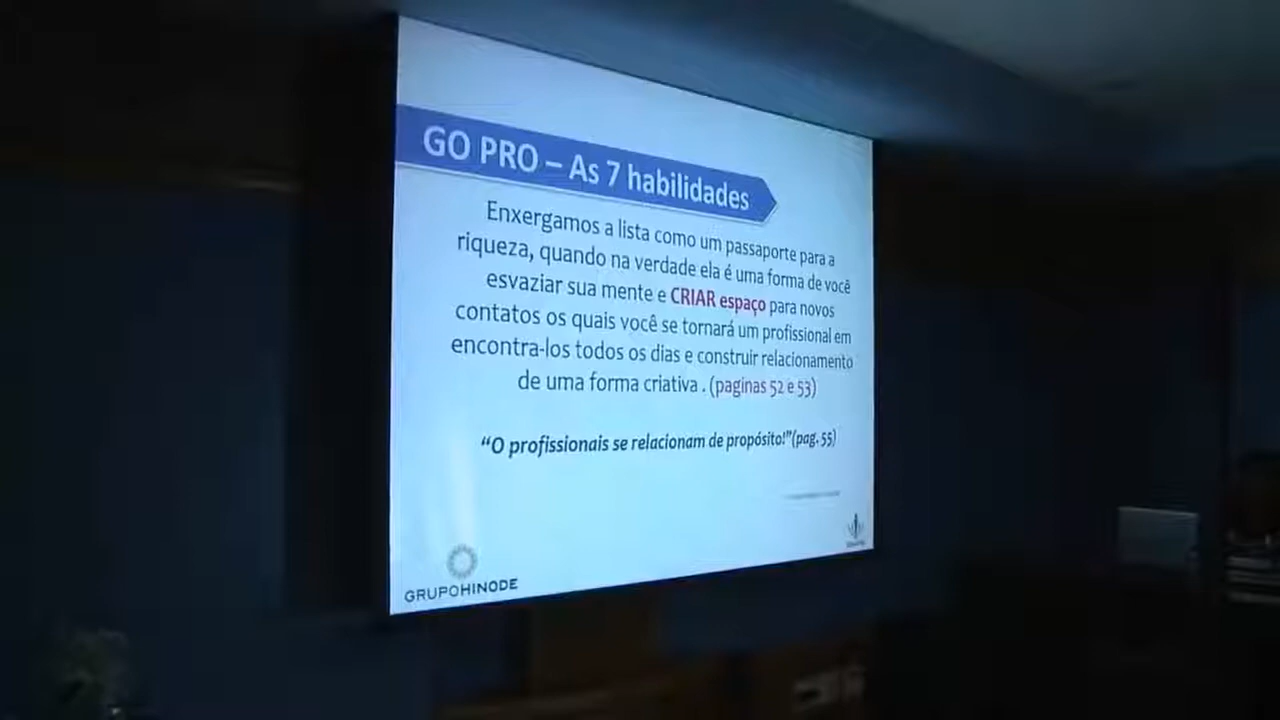 GO PRO – As 7 habilidades
Enxergamos a lista como um passaporte para a
riqueza, quando na verdade ela é uma forma de você
esvaziar sua mente e CRIAR espaço para novos
contatos os quais você se tornará um profissional em
encontra-los todos os dias e construir relacionamento
de uma forma criativa . (paginas 52 e 53)
“O profissionais se relacionam de propósito!”(pag. 55)
GRUPOHINODE